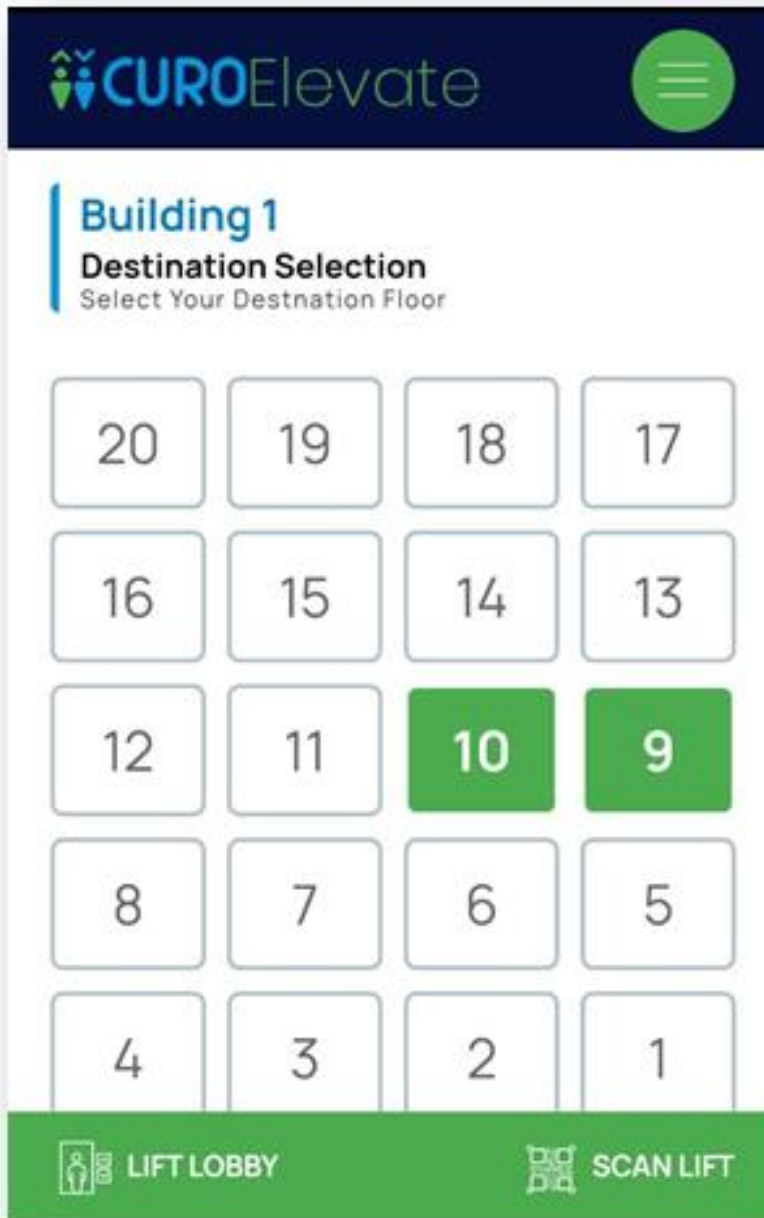 CUROElevate
Building 1
Destination Selection
Select Your Destnation Floor
20 19 18 17
16 15 14 13
12 11 10 9
8 7 6 5
4 3 2 1
LIFT LOBBY SCAN LIFT